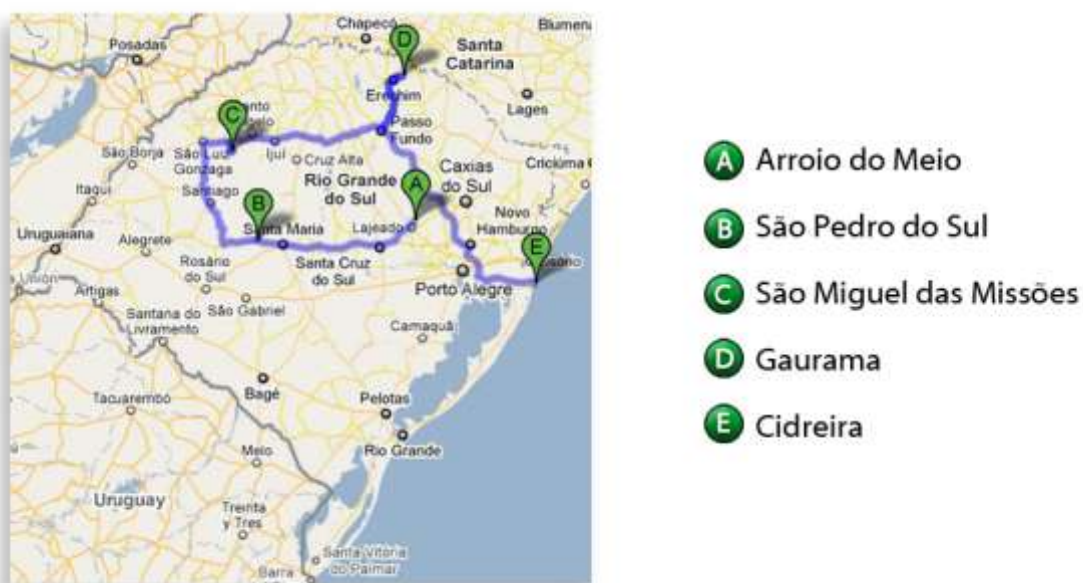 Chapecó
Blumen
Posadas
D
Santa
Catarina
Erechim
Lages
C
Passo
Fundo
São Luiz
Gonzaga
Ijuí
Cruz Alta
São Borja
Caxias
do Sul
Criciúma
Rio Grande
do Sul
A
Itaqui
Santiago
B
Novo
Hamburgo
Santa Maria
Lajeado
E
Uruguaiana
Alegrete
Rosário
do Sul
Santa Cruz
do Sul
Porto Alegre
Artigas
São Gabriel
Santana do
Livramento
Camaquã
Bagé
Tacuarembó
Pelotas
Rio Grande
Melo
Uruguay
Treinta
y Tres
Santa Vitória
do Palmar
Barra
A Arroio do Meio
B São Pedro do Sul
C São Miguel das Missões
D Gaurama
E Cidreira